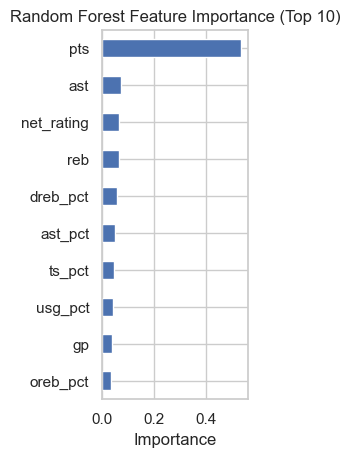 Random Forest Feature Importance (Top 10)
pts
ast
net_rating
reb
dreb_pct
ast_pct
ts_pct
usg_pct
gp
oreb_pct
0.0 0.2 0.4
Importance